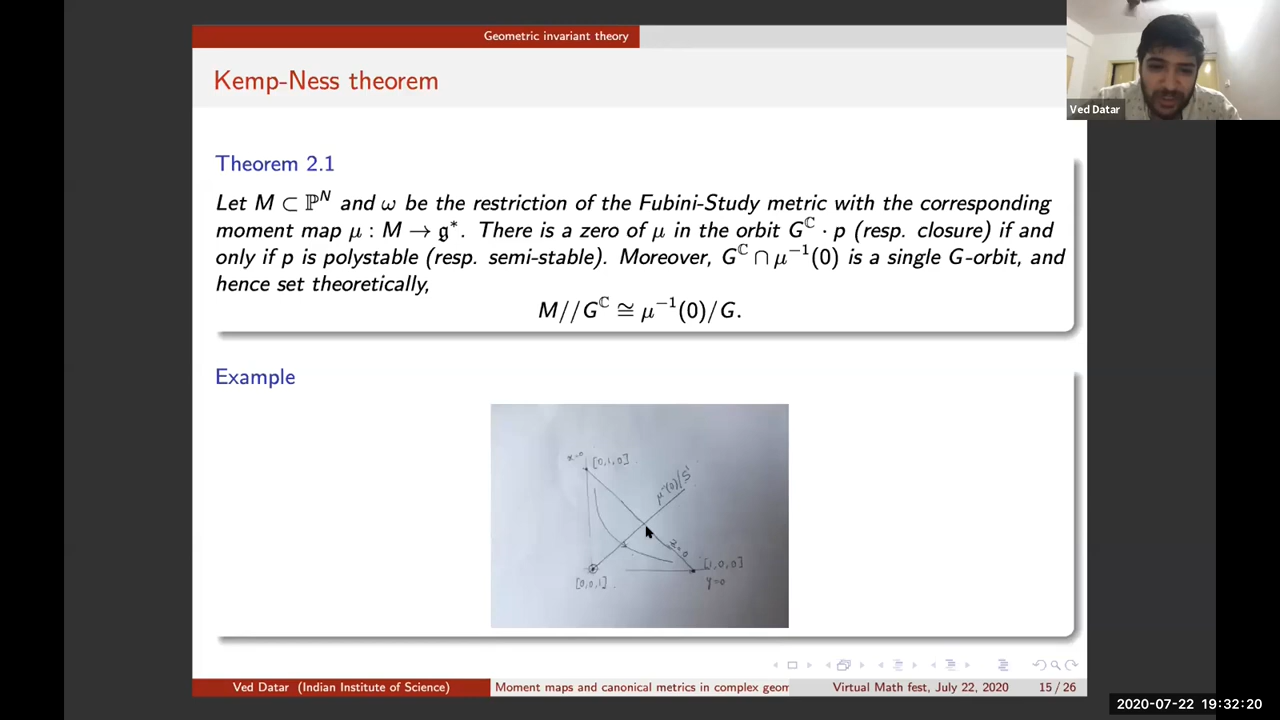 Geometric invariant theory
Kemp-Ness theorem
Ved Datar
Theorem 2.1
Let M ⊂ ℙᴺ and ω be the restriction of the Fubini-Study metric with the corresponding
moment map μ : M → 𝔤*. There is a zero of μ in the orbit Gℂ · p (resp. closure) if and
only if p is polystable (resp. semi-stable). Moreover, Gℂ ∩ μ⁻¹(0) is a single G-orbit, and
hence set theoretically,
M//Gℂ ≅ μ⁻¹(0)/G.
Example
x=0 [0,1,0]
μ⁻¹(0)/S¹
z=0
[1,0,0]
[0,0,1]
y=0
Ved Datar (Indian Institute of Science) Moment maps and canonical metrics in complex geom Virtual Math fest, July 22, 2020 15 / 26
2020-07-22 19:32:20